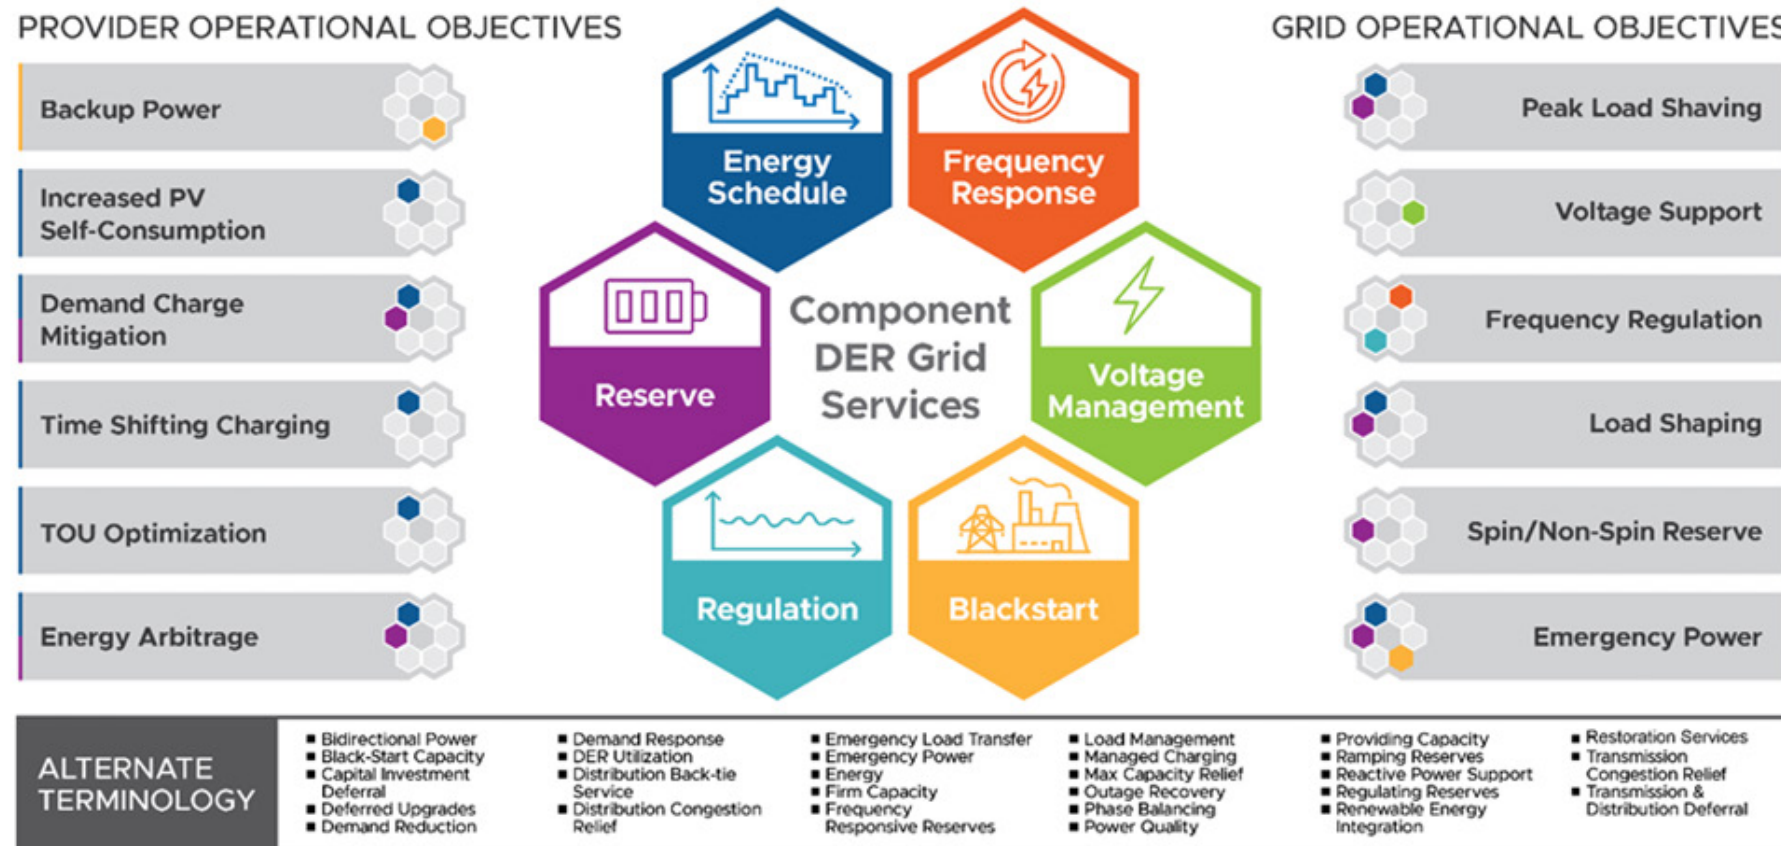 PROVIDER OPERATIONAL OBJECTIVES
Backup Power
Increased PV
Self-Consumption
Demand Charge
Mitigation
Time Shifting Charging
TOU Optimization
Energy Arbitrage
Energy
Schedule
Frequency
Response
Reserve
Component
DER Grid
Services
Voltage
Management
Regulation
Blackstart
GRID OPERATIONAL OBJECTIVES
Peak Load Shaving
Voltage Support
Frequency Regulation
Load Shaping
Spin/Non-Spin Reserve
Emergency Power
ALTERNATE
TERMINOLOGY
▪ Bidirectional Power
▪ Black-Start Capacity
▪ Capital Investment
Deferral
▪ Deferred Upgrades
▪ Demand Reduction
▪ Demand Response
▪ DER Utilization
▪ Distribution Back-tie
Service
▪ Distribution Congestion
Relief
▪ Emergency Load Transfer
▪ Emergency Power
▪ Energy
▪ Firm Capacity
▪ Frequency
Responsive Reserves
▪ Load Management
▪ Managed Charging
▪ Max Capacity Relief
▪ Outage Recovery
▪ Phase Balancing
▪ Power Quality
▪ Providing Capacity
▪ Ramping Reserves
▪ Reactive Power Support
▪ Regulating Reserves
▪ Renewable Energy
Integration
▪ Restoration Services
▪ Transmission
Congestion Relief
▪ Transmission &
Distribution Deferral